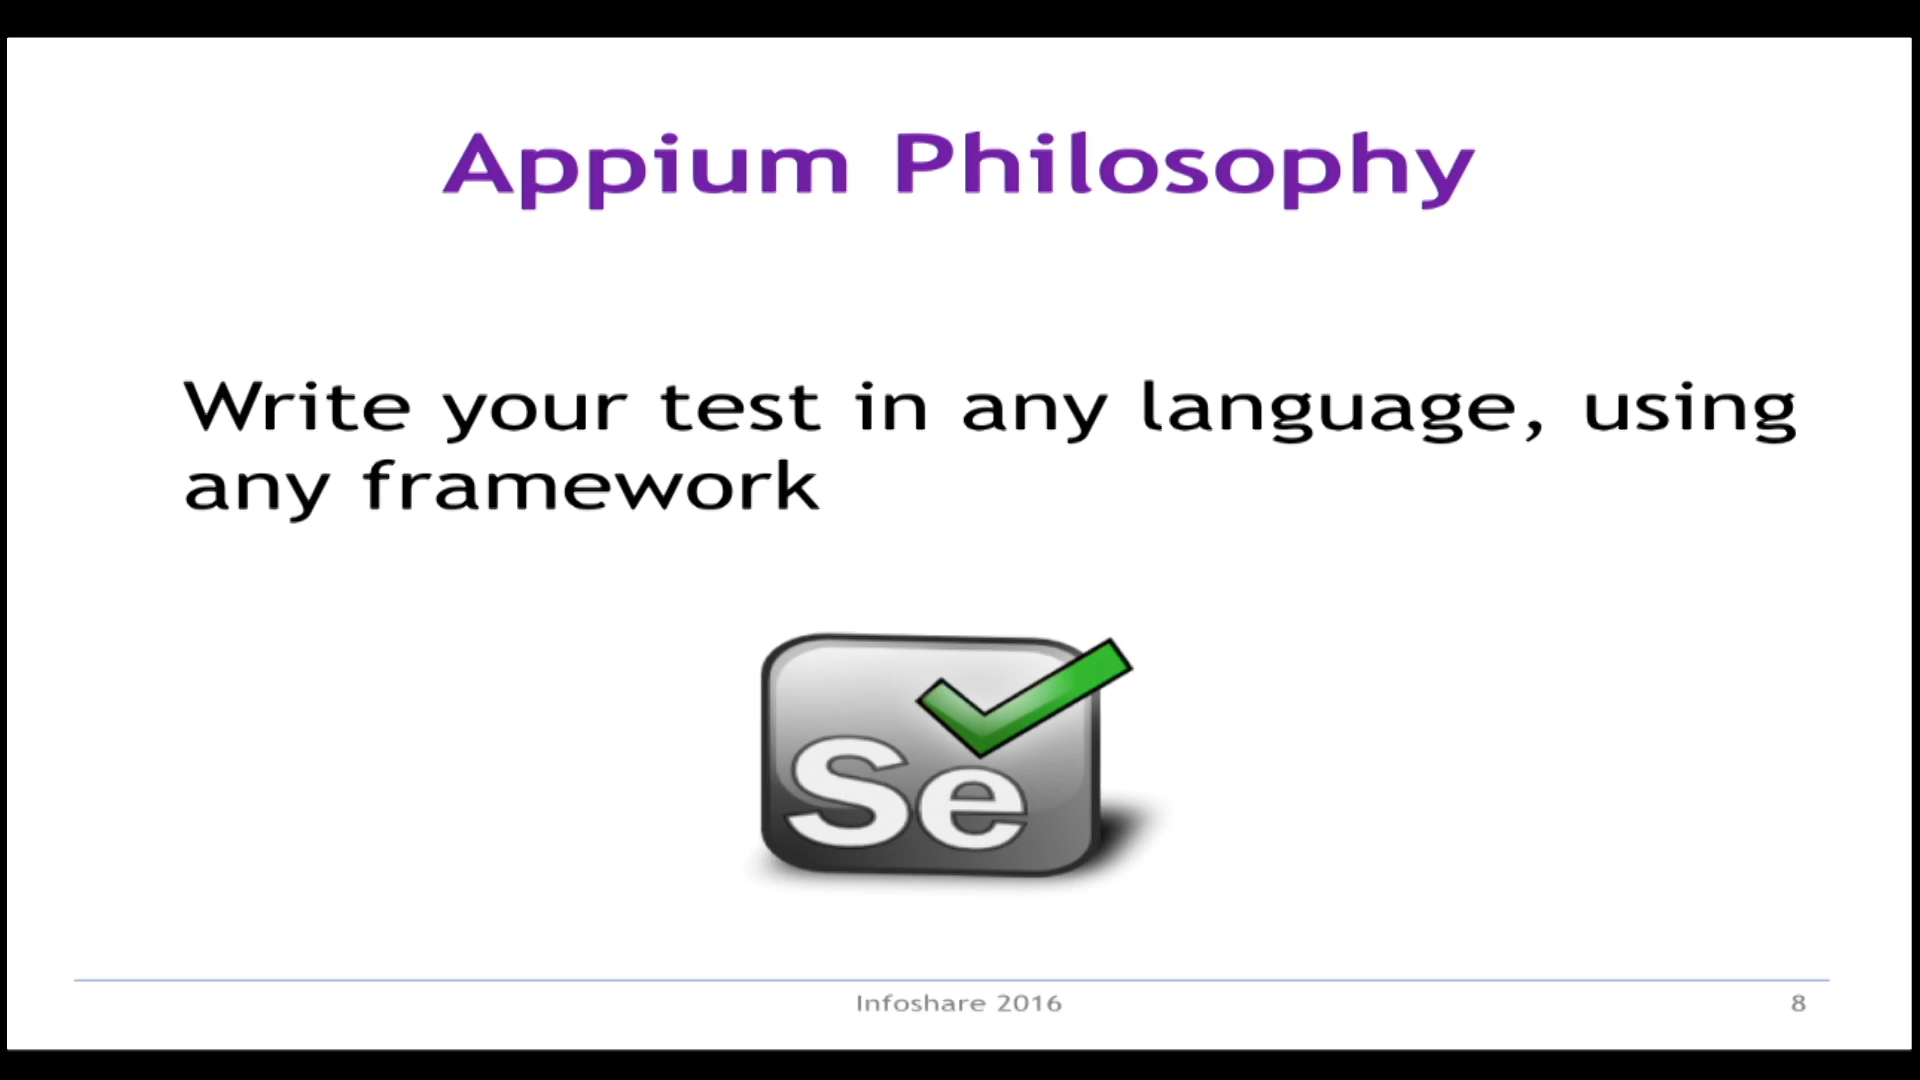 Appium Philosophy
Write your test in any language, using
any framework
Se
Infoshare 2016
8